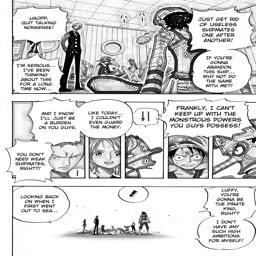 USOPP,
QUIT
TALKING
NONSENSE!
JUST GET RID
OF USELESS
SHIPMATES
ONE AFTER
ANOTHER!
IF YOU'RE
GONNA
ABANDON
THIS
SHIP...
WHY NOT
DO THE
SAME WITH
ME?!
I'M SERIOUS...
I'VE BEEN
THINKING
ABOUT THIS
FOR A LONG
TIME NOW...
FRANKLY, I CAN'T
KEEP UP WITH THE
MONSTROUS POWERS
YOU GUYS POSSESS!
LIKE TODAY...
I COULDN'T
EVEN GUARD
THE MONEY.
AND I KNOW
I'LL JUST BE
A BURDEN
ON YOU GUYS.
YOU DON'T
NEED WEAK
SHIPMATES,
RIGHT?!
LUFFY,
YOU'RE GONNA
BE THE
PIRATE
KING,
RIGHT?
I DON'T
HAVE ANY
SUCH HIGH
AMBITIONS
FOR MYSELF!
LOOKING BACK
ON WHEN I
FIRST WENT
OUT TO SEA...